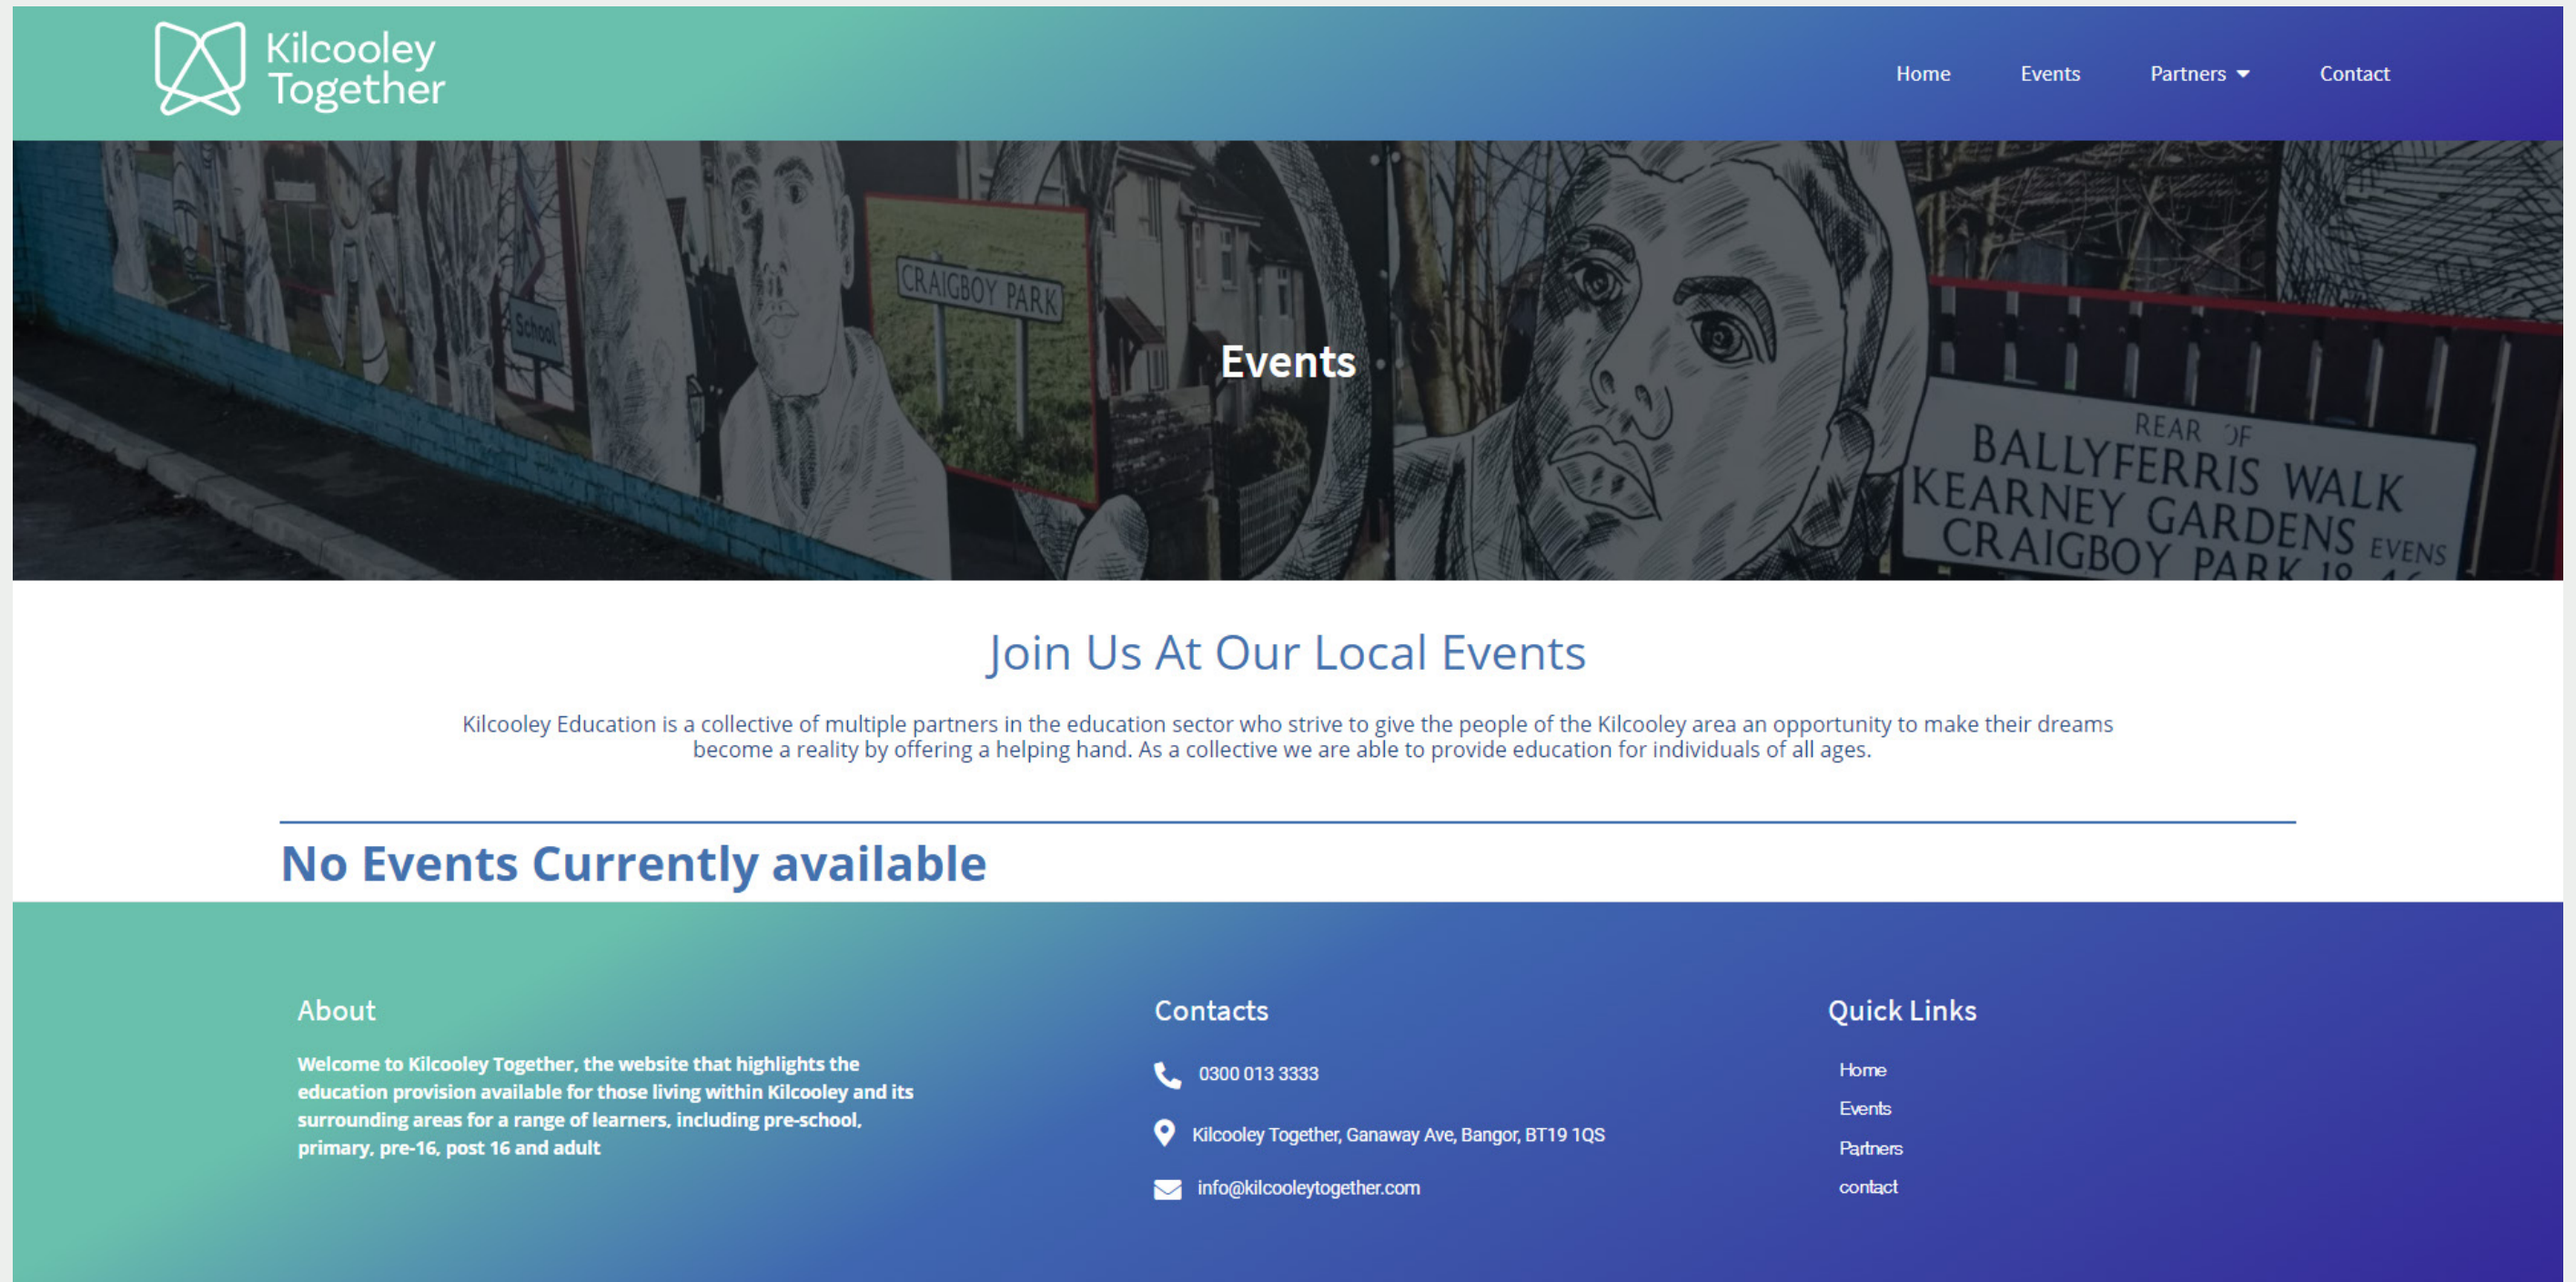 Kilcooley
Together
Home Events Partners Contact
School
CRAIGBOY PARK
Events
REAR OF
BALLYFERRIS WALK
KEARNEY GARDENS EVENS
CRAIGBOY PARK
Join Us At Our Local Events
Kilcooley Education is a collective of multiple partners in the education sector who strive to give the people of the Kilcooley area an opportunity to make their dreams
become a reality by offering a helping hand. As a collective we are able to provide education for individuals of all ages.
No Events Currently available
About
Welcome to Kilcooley Together, the website that highlights the
education provision available for those living within Kilcooley and its
surrounding areas for a range of learners, including pre-school,
primary, pre-16, post 16 and adult
Contacts
0300 013 3333
Kilcooley Together, Ganaway Ave, Bangor, BT19 1QS
info@kilcooleytogether.com
Quick Links
Home
Events
Partners
contact